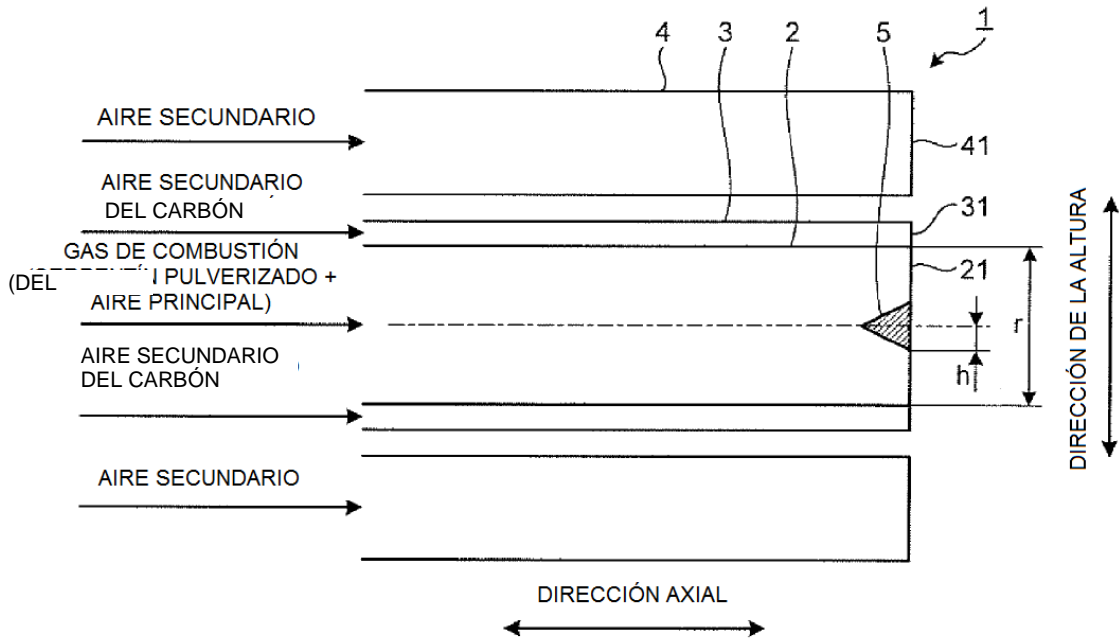 4 3 2 5 1
AIRE SECUNDARIO
41
AIRE SECUNDARIO
DEL CARBÓN
31
GAS DE COMBUSTIÓN
21
(DEL PULVERIZADO +
AIRE PRINCIPAL)
r
h
AIRE SECUNDARIO
DEL CARBÓN
AIRE SECUNDARIO
DIRECCIÓN DE LA ALTURA
DIRECCIÓN AXIAL